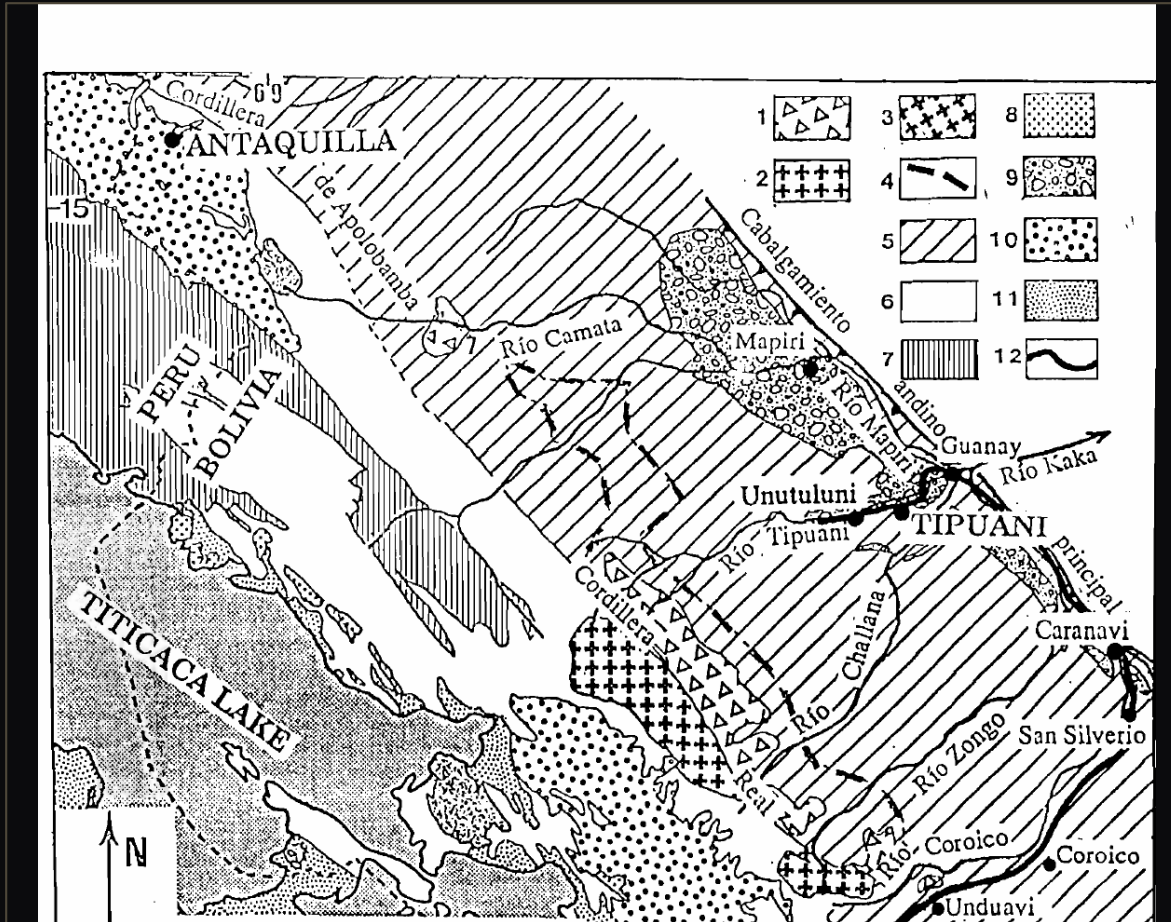 69
Cordillera
ANTAQUILLA
de Apolobamba
15
1
3
8
2
4
9
5
10
6
11
7
12
Cabalgamiento
andino
principal
Mapiri
Río Camata
Río Mapiri
PERU
BOLIVIA
Guanay
Río Kaka
Unutuluni
TIPUANI
Río Tipuani
Cordillera
Real
Río Challana
Caranavi
San Silverio
TITICACA LAKE
Río Zongo
Río Coroico
Coroico
Unduavi
N